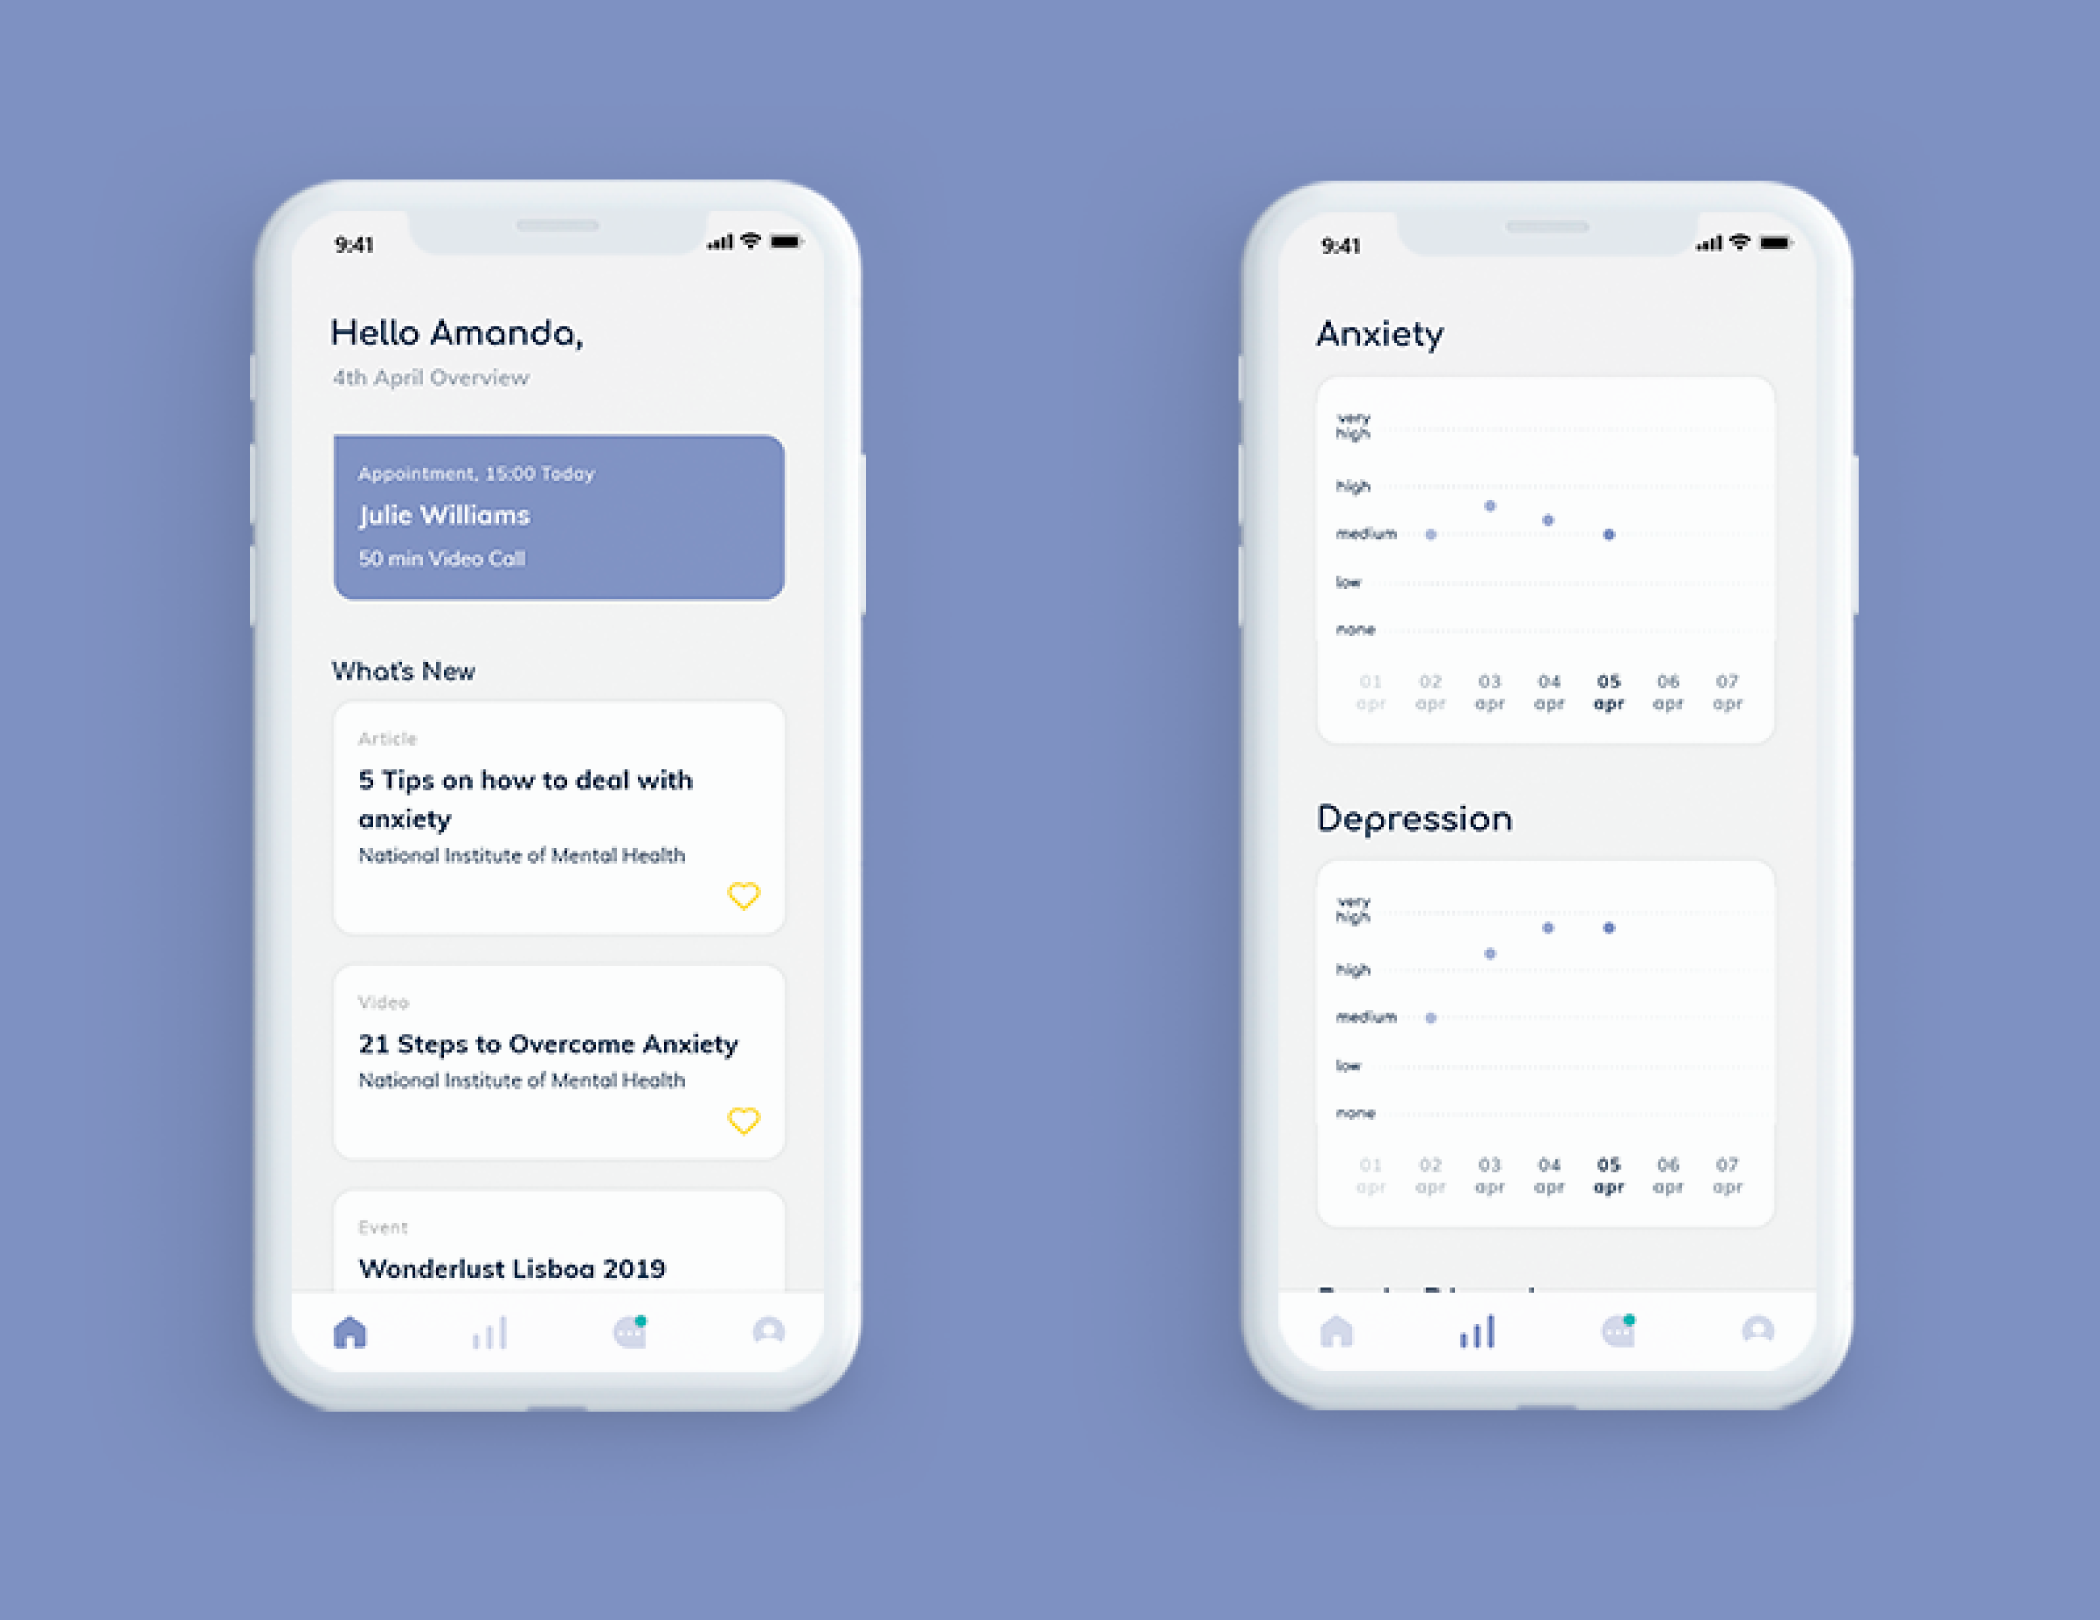 9:41
Hello Amanda,
4th April Overview
Appointment, 15:00 Today
Julie Williams
50 min Video Call
What's New
Article
5 Tips on how to deal with
anxiety
National Institute of Mental Health
Video
21 Steps to Overcome Anxiety
National Institute of Mental Health
Event
Wonderlust Lisboa 2019
9:41
Anxiety
very
high
high
medium
low
none
01 02 03 04 05 06 07
apr apr apr apr apr apr apr
Depression
very
high
high
medium
low
none
01 02 03 04 05 06 07
apr apr apr apr apr apr apr